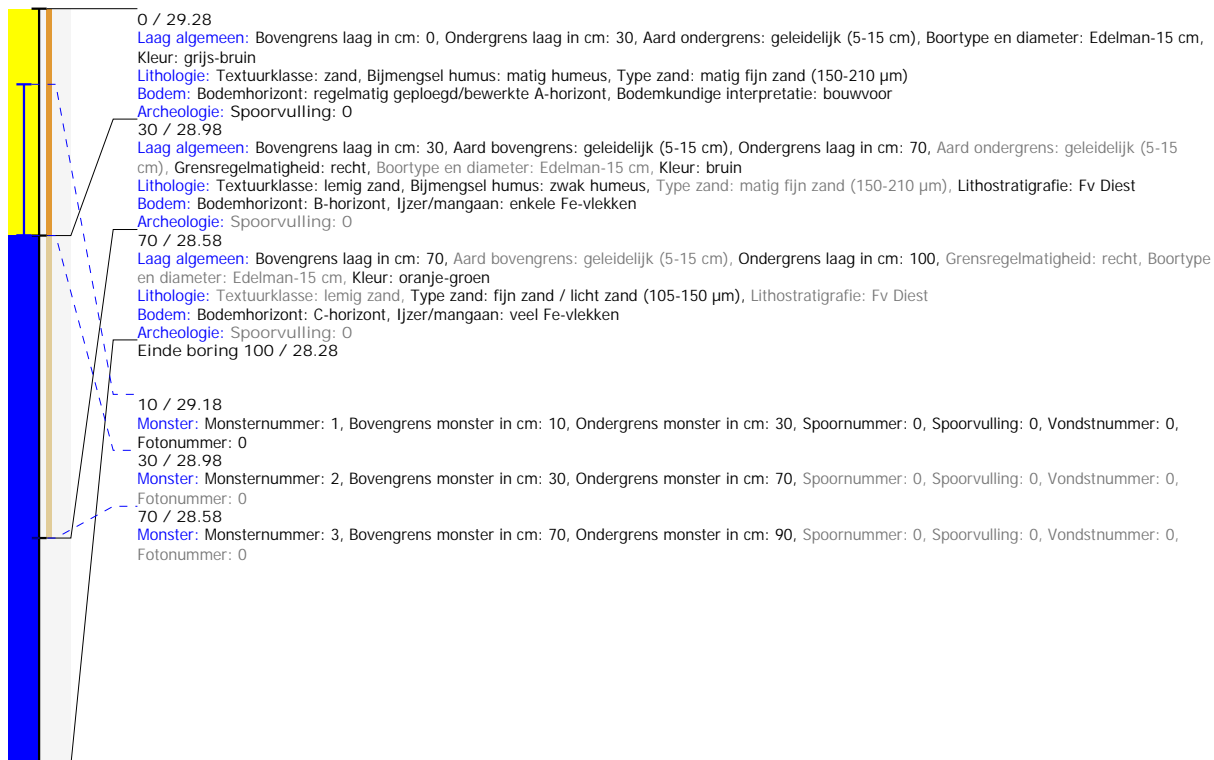 0 / 29.28
Laag algemeen: Bovengrens laag in cm: 0, Ondergrens laag in cm: 30, Aard ondergrens: geleidelijk (5-15 cm), Boortype en diameter: Edelman-15 cm,
Kleur: grijs-bruin
Lithologie: Textuurklasse: zand, Bijmengsel humus: matig humeus, Type zand: matig fijn zand (150-210 µm)
Bodem: Bodemhorizont: regelmatig geploegd/bewerkte A-horizont, Bodemkundige interpretatie: bouwvoor
Archeologie: Spoorvulling: 0
30 / 28.98
Laag algemeen: Bovengrens laag in cm: 30, Aard bovengrens: geleidelijk (5-15 cm), Ondergrens laag in cm: 70, Aard ondergrens: geleidelijk (5-15
cm), Grensregelmatigheid: recht, Boortype en diameter: Edelman-15 cm, Kleur: bruin
Lithologie: Textuurklasse: lemig zand, Bijmengsel humus: zwak humeus, Type zand: matig fijn zand (150-210 µm), Lithostratigrafie: Fv Diest
Bodem: Bodemhorizont: B-horizont, Ijzer/mangaan: enkele Fe-vlekken
Archeologie: Spoorvulling: 0
70 / 28.58
Laag algemeen: Bovengrens laag in cm: 70, Aard bovengrens: geleidelijk (5-15 cm), Ondergrens laag in cm: 100, Grensregelmatigheid: recht, Boortype
en diameter: Edelman-15 cm, Kleur: oranje-groen
Lithologie: Textuurklasse: lemig zand, Type zand: fijn zand / licht zand (105-150 µm), Lithostratigrafie: Fv Diest
Bodem: Bodemhorizont: C-horizont, Ijzer/mangaan: veel Fe-vlekken
Archeologie: Spoorvulling: 0
Einde boring 100 / 28.28
10 / 29.18
Monster: Monsternummer: 1, Bovengrens monster in cm: 10, Ondergrens monster in cm: 30, Spoornummer: 0, Spoorvulling: 0, Vondstnummer: 0,
Fotonummer: 0
30 / 28.98
Monster: Monsternummer: 2, Bovengrens monster in cm: 30, Ondergrens monster in cm: 70, Spoornummer: 0, Spoorvulling: 0, Vondstnummer: 0,
Fotonummer: 0
70 / 28.58
Monster: Monsternummer: 3, Bovengrens monster in cm: 70, Ondergrens monster in cm: 90, Spoornummer: 0, Spoorvulling: 0, Vondstnummer: 0,
Fotonummer: 0